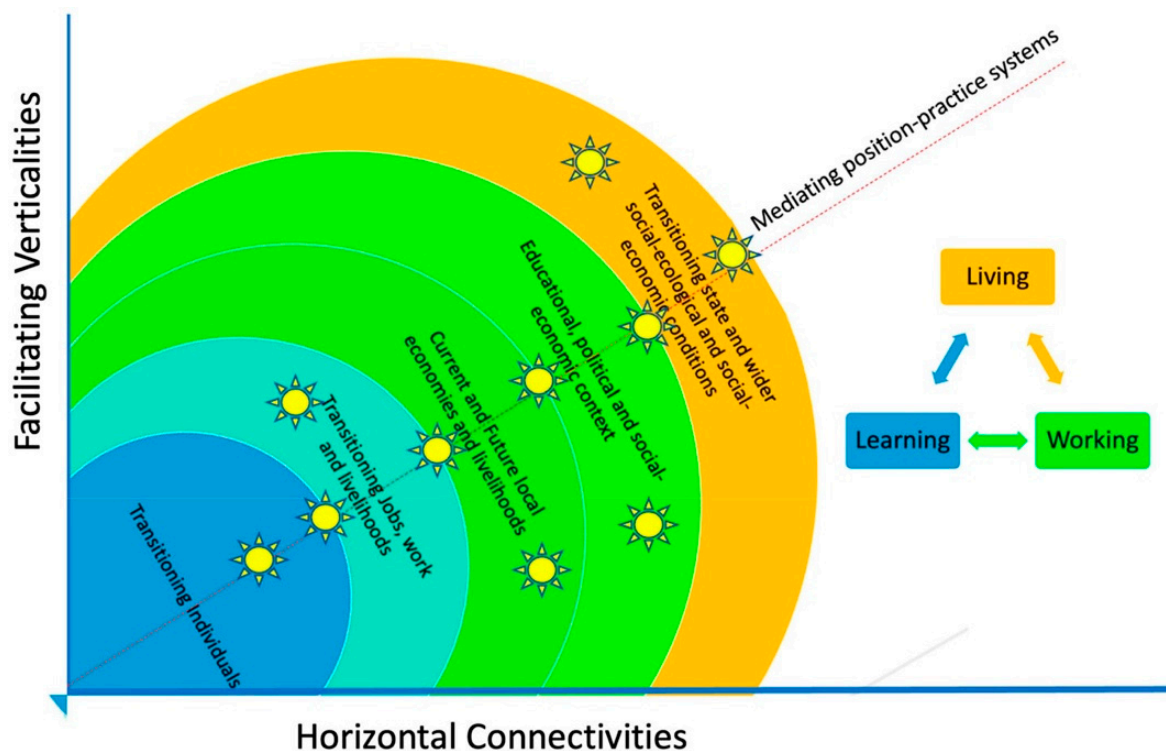 Facilitating Verticalities
Mediating position-practice systems
Transitioning state and wider
social-ecological and social-
economic conditions
Educational, political and social-
economic context
Current and Future local
economies and livelihoods
Transitioning Jobs, work
and livelihoods
Transitioning Individuals
Living
Learning
Working
Horizontal Connectivities